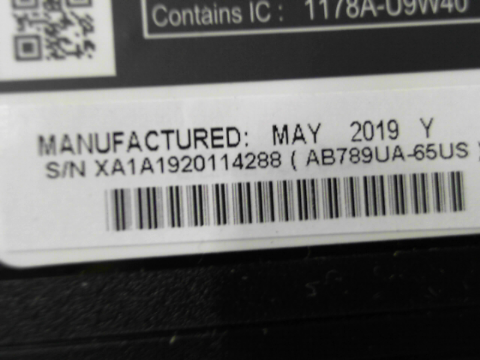 Contains IC : 1178A-U9W40
MANUFACTURED: MAY 2019 Y
S/N XA1A1920114288 ( AB789UA-65US )